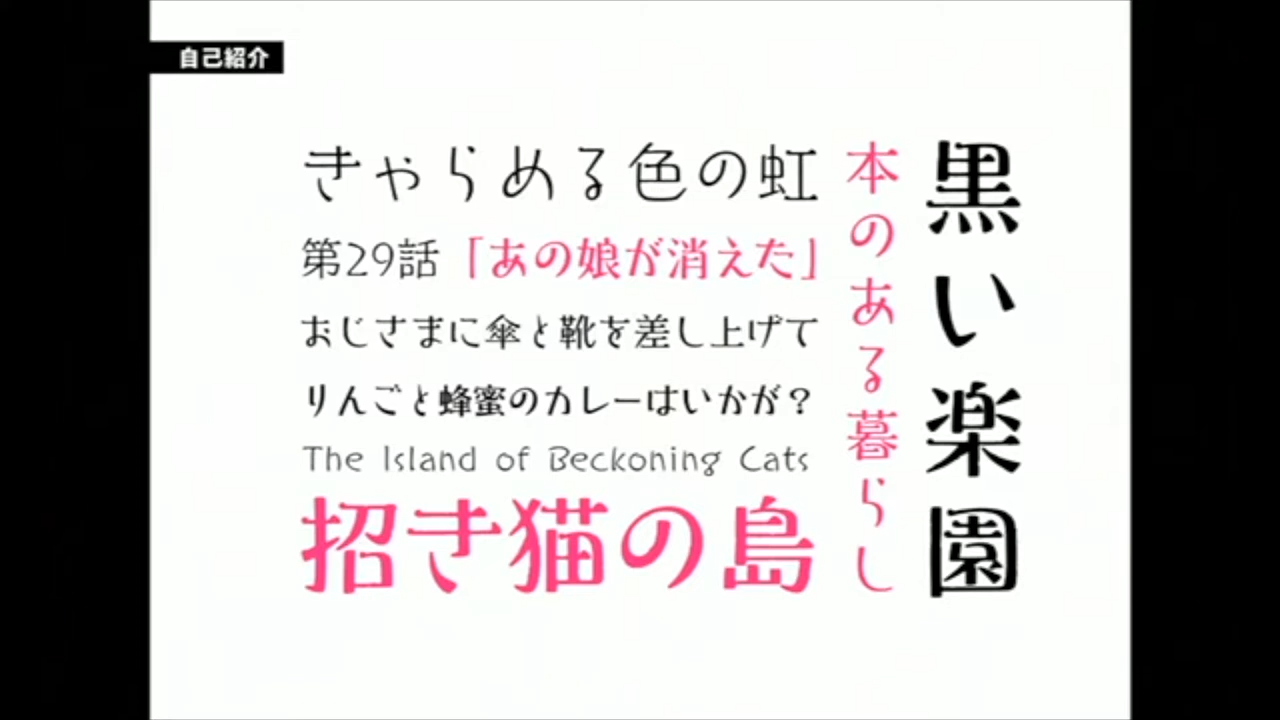 自己紹介
きゃらめる色の虹
第29話「あの娘が消えた」
おじさまに傘と靴を差し上げて
りんごと蜂蜜のカレーはいかが？
The Island of Beckoning Cats
招き猫の島
本のある暮らし
黒い楽園